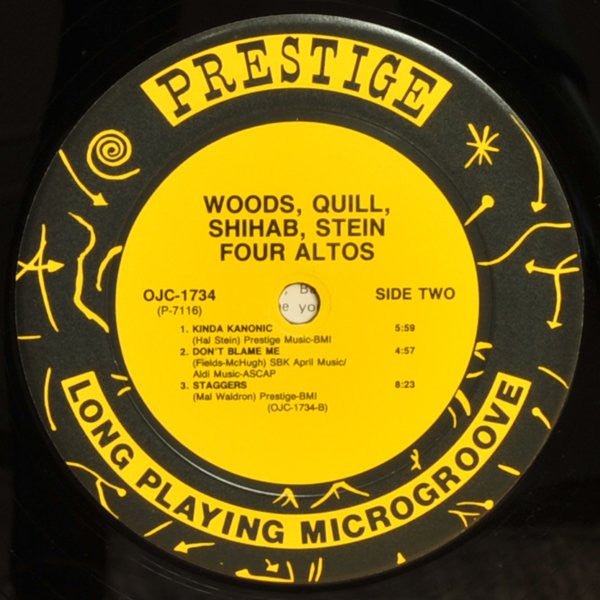 PRESTIGE
WOODS, QUILL,
SHIHAB, STEIN
FOUR ALTOS
OJC-1734
(P-7116)
SIDE TWO
1. KINDA KANONIC 5:59
(Hal Stein) Prestige Music-BMI
2. DON'T BLAME ME 4:57
(Fields-McHugh) SBK April Music/
Aldi Music-ASCAP
3. STAGGERS 8:23
(Mal Waldron) Prestige-BMI
(OJC-1734-B)
LONG PLAYING MICROGROOVE